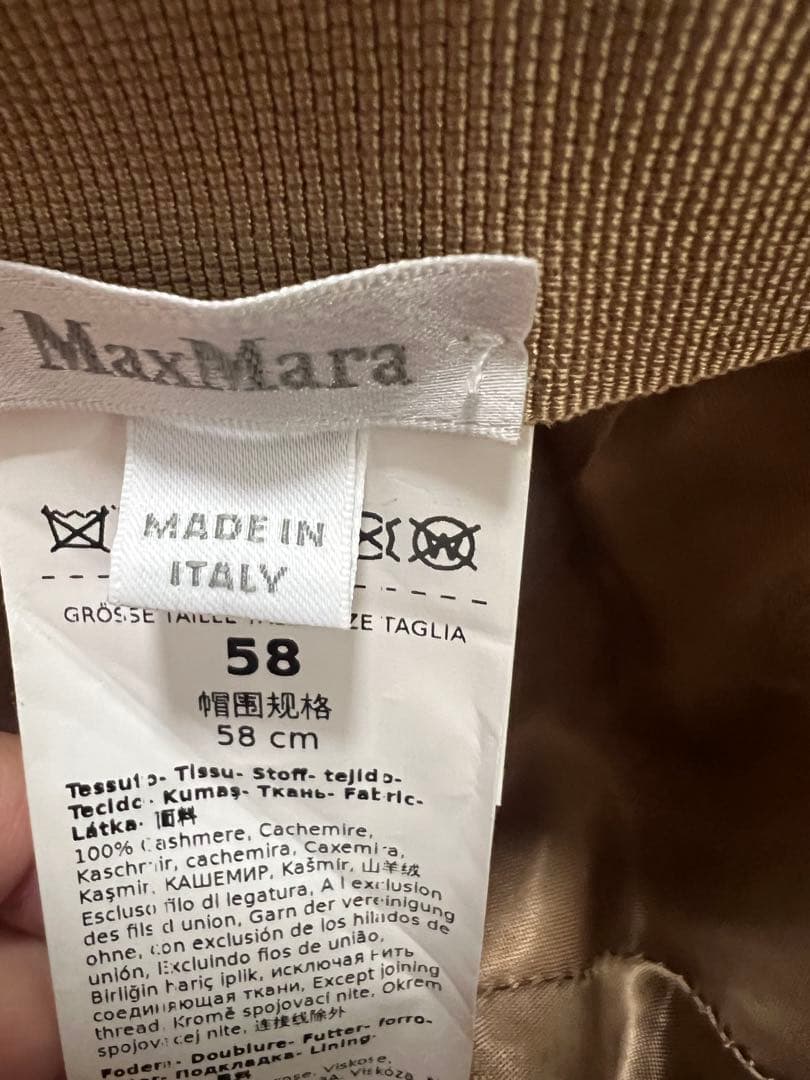 MaxMara
MADE IN
ITALY
GRÖSSE TAILLE TAGLIA
58
帽围规格
58 cm
Tessuto- Tissu- Stoff- tejido-
Tecido- Kumaş- Ткань- Fabric-
Látka- 面料
100% Cashmere, Cachemire,
Kaschmir, cachemira, Caxemira,
Kaşmir, КАШЕМИР, Kašmír, 山羊绒
Escluso filo di legatura, A l exclusion
des fils d union, Garn der vereinigung
ohne, Con exclusión de los hilados de
unión, Excluindo fios de união,
Birliğin hariç iplik, исключая нить
соединяющая ткани, Except joining
thread, Kromě spojovací nite, Okrem
spojovacej nite, 连接线除外
Fodera- Doublure- Futter- forro-
Подкладка- Lining-
Viskose,
Viskóza